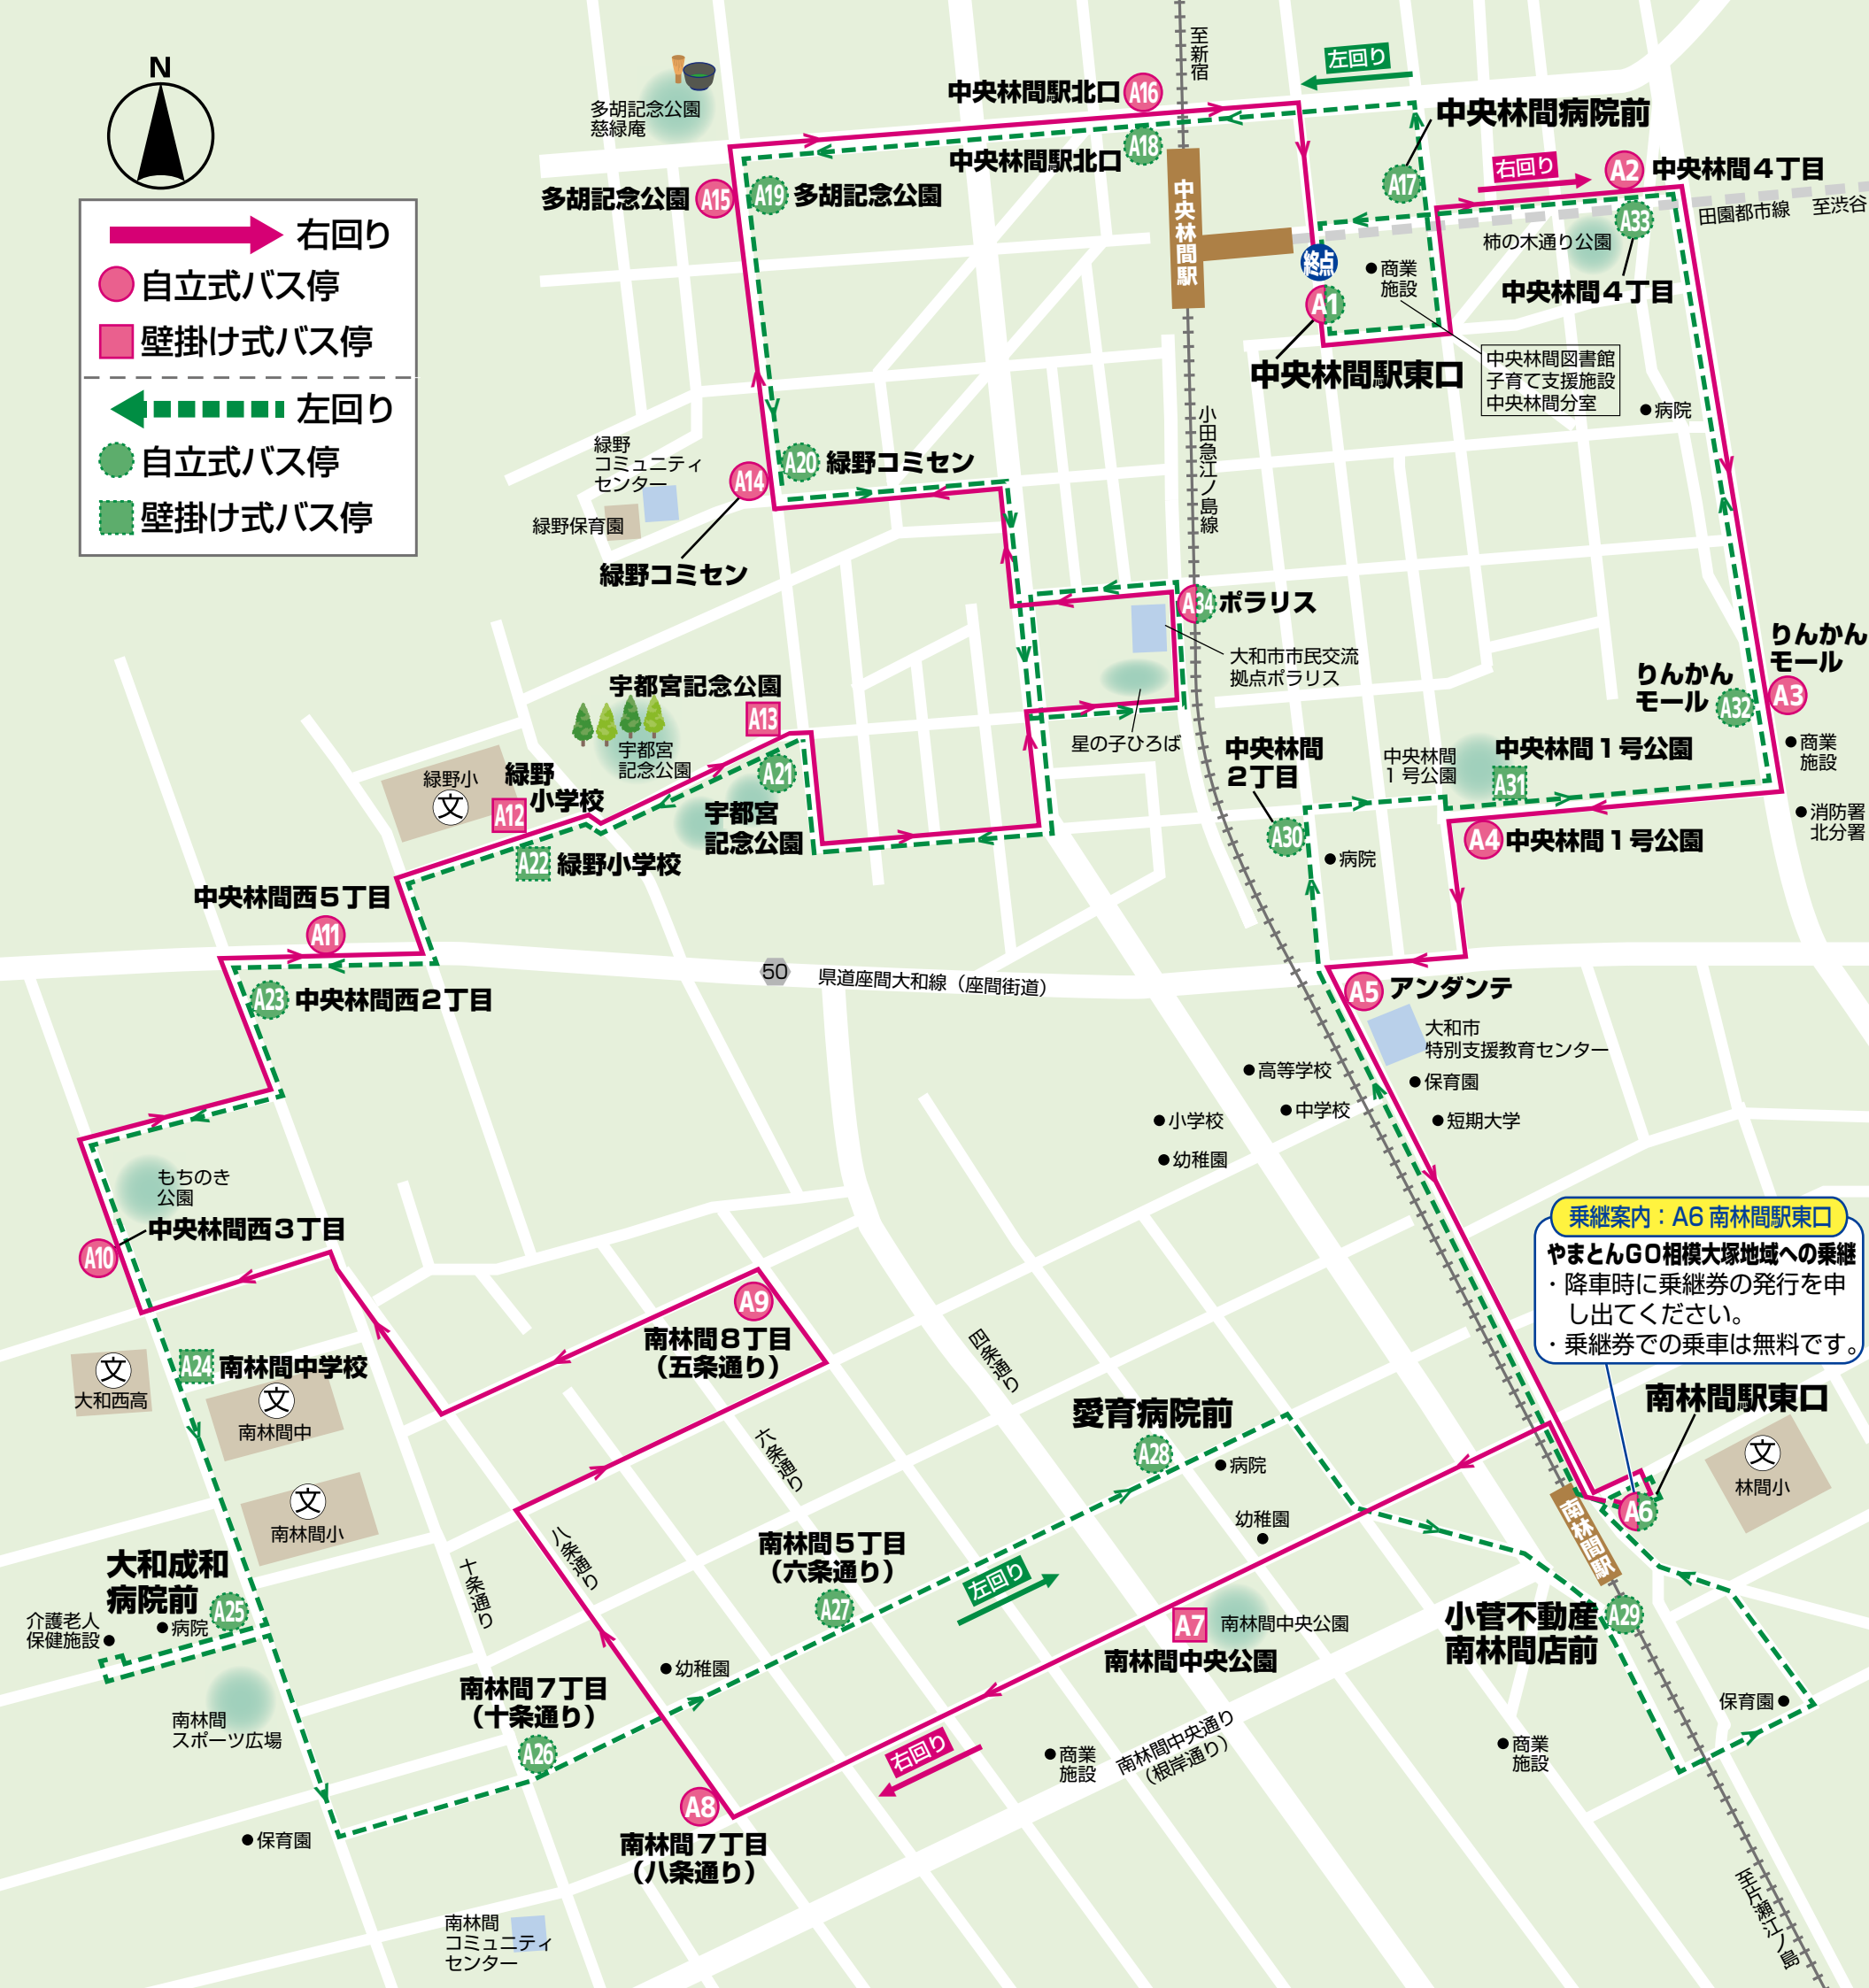 N
右回り
自立式バス停
壁掛け式バス停
左回り
自立式バス停
壁掛け式バス停
多胡記念公園
慈緑庵
中央林間駅北口
A16
至新宿
左回り
中央林間病院前
A18
中央林間駅北口
A17
右回り
A2
中央林間4丁目
多胡記念公園
A15
A19
多胡記念公園
中央林間駅
A33
田園都市線
至渋谷
柿の木通り公園
終点
商業
施設
中央林間4丁目
A1
中央林間駅東口
中央林間図書館
子育て支援施設
中央林間分室
病院
小田急江ノ島線
緑野
コミュニティ
センター
A14
A20
緑野コミセン
緑野保育園
緑野コミセン
A34
ポラリス
大和市市民交流
拠点ポラリス
星の子ひろば
りんかん
モール
A3
りんかん
モール
A32
商業
施設
消防署
北分署
宇都宮記念公園
A13
宇都宮
記念公園
A21
宇都宮
記念公園
緑野小
文
緑野
小学校
A12
A22
緑野小学校
中央林間
2丁目
A30
病院
中央林間
1号公園
中央林間1号公園
A31
A4
中央林間1号公園
中央林間西5丁目
A11
A23
中央林間西2丁目
50
県道座間大和線（座間街道）
A5
アンダンテ
大和市
特別支援教育センター
高等学校
保育園
中学校
小学校
短期大学
幼稚園
もちのき
公園
中央林間西3丁目
A10
乗継案内：A6 南林間駅東口
やまとんGO相模大塚地域への乗継
・降車時に乗継券の発行を申
し出てください。
・乗継券での乗車は無料です。
A9
南林間8丁目
（五条通り）
四条通り
A24
南林間中学校
文
大和西高
文
南林間中
文
南林間小
六条通り
愛育病院前
A28
病院
幼稚園
南林間駅東口
A6
文
林間小
南林間駅
八条通り
十条通り
大和成和
病院前
A25
病院
介護老人
保健施設
南林間5丁目
（六条通り）
A27
左回り
A7
南林間中央公園
南林間中央公園
小菅不動産
南林間店前
A29
保育園
商業
施設
幼稚園
南林間7丁目
（十条通り）
A26
南林間
スポーツ広場
右回り
商業
施設
南林間中央通り
（根岸通り）
A8
南林間7丁目
（八条通り）
保育園
南林間
コミュニティ
センター
至片瀬江ノ島